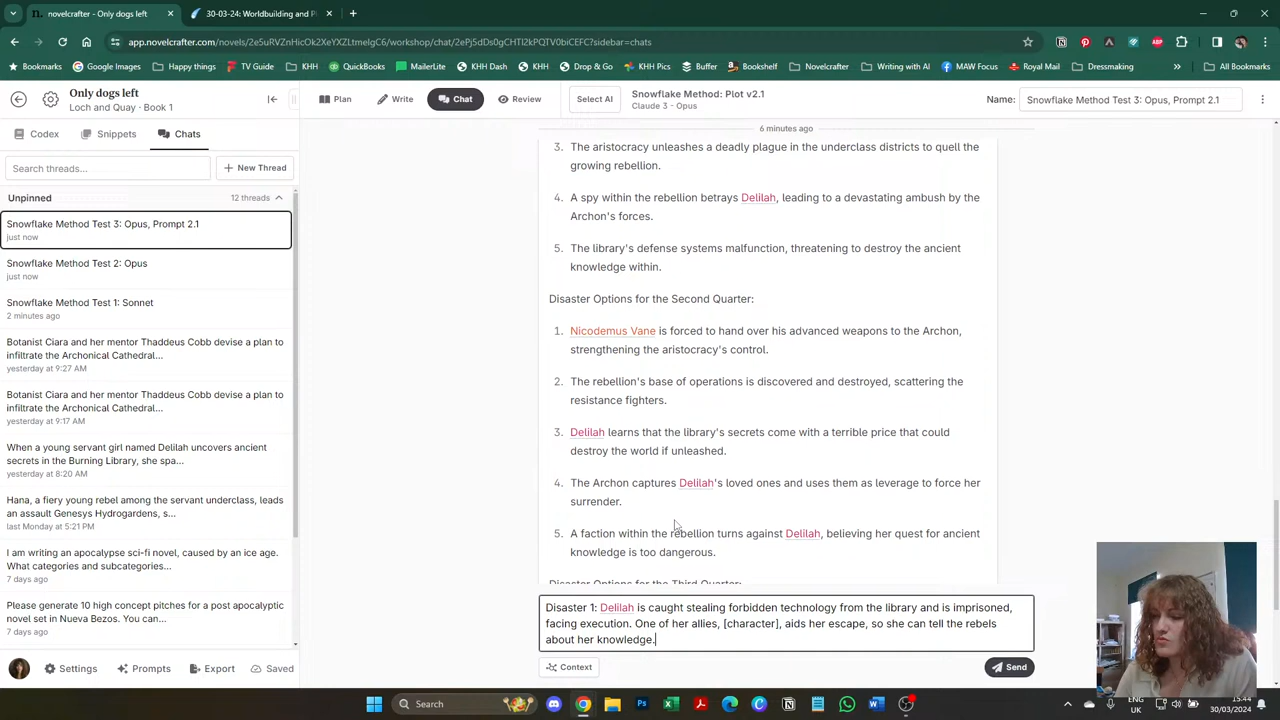 novelcrafter - Only dogs left
30-03-24: Worldbuilding and P
app.novelcrafter.com/novels/2e5uRVZnHicOk2XeYXZLtmelgC6/workshop/chat/2ePj5dDs0gCHTI2kPQTV0biCEFC?sidebar=chats
Bookmarks
Google Images
Happy things
TV Guide
KHH
QuickBooks
MailerLite
KHH Dash
KHH
Drop & Go
KHH
Pics
Buffer
Bookshelf
Novelcrafter
Writing with AI
MAW Focus
Royal Mail
Dressmaking
All Bookmarks
Only dogs left
Loch and Quay - Book 1
Plan
Write
Chat
Review
Select AI
Snowflake Method: Plot v2.1
Claude 3 - Opus
Name:
Snowflake Method Test 3: Opus, Prompt 2.1
Codex
Snippets
Chats
Search threads...
New Thread
Unpinned
12 threads
Snowflake Method Test 3: Opus, Prompt 2.1
just now
Snowflake Method Test 2: Opus
just now
Snowflake Method Test 1: Sonnet
2 minutes ago
Botanist Ciara and her mentor Thaddeus Cobb devise a plan to
infiltrate the Archonical Cathedral...
yesterday at 9:27 AM
Botanist Ciara and her mentor Thaddeus Cobb devise a plan to
infiltrate the Archonical Cathedral...
yesterday at 9:17 AM
When a young servant girl named Delilah uncovers ancient
secrets in the Burning Library, she spa...
yesterday at 8:20 AM
Hana, a fiery young rebel among the servant underclass, leads
an assault Genesys Hydrogardens, s...
last Monday at 5:21 PM
I am writing an apocalypse sci-fi novel, caused by an ice age.
What categories and subcategories...
7 days ago
Please generate 10 high concept pitches for a post apocalyptic
novel set in Nueva Bezos. You can...
7 days ago
Settings
Prompts
Export
Saved
6 minutes ago
3. The aristocracy unleashes a deadly plague in the underclass districts to quell the
growing rebellion.
4. A spy within the rebellion betrays Delilah, leading to a devastating ambush by the
Archon's forces.
5. The library's defense systems malfunction, threatening to destroy the ancient
knowledge within.
Disaster Options for the Second Quarter:
1. Nicodemus Vane is forced to hand over his advanced weapons to the Archon,
strengthening the aristocracy's control.
2. The rebellion's base of operations is discovered and destroyed, scattering the
resistance fighters.
3. Delilah learns that the library's secrets come with a terrible price that could
destroy the world if unleashed.
4. The Archon captures Delilah's loved ones and uses them as leverage to force her
surrender.
5. A faction within the rebellion turns against Delilah, believing her quest for ancient
knowledge is too dangerous.
Disaster Options for the Third Quarter:
Disaster 1: Delilah is caught stealing forbidden technology from the library and is imprisoned,
facing execution. One of her allies, [character], aids her escape, so she can tell the rebels
about her knowledge.
Context
Send
Search
ENG
UK
15:44
30/03/2024